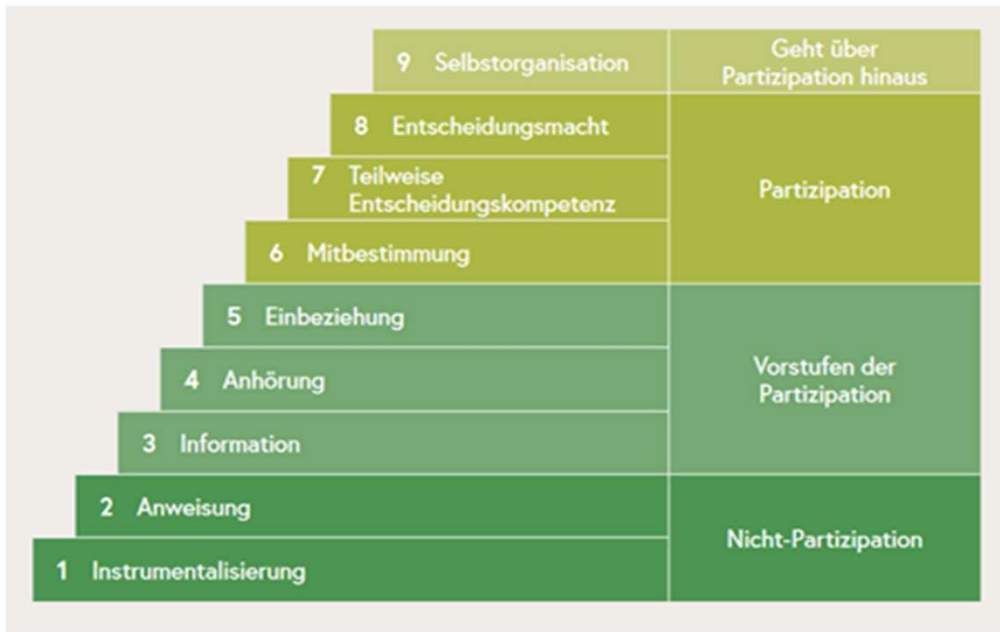 9 Selbstorganisation
Geht über
Partizipation hinaus
8 Entscheidungsmacht
7 Teilweise
Entscheidungskompetenz
6 Mitbestimmung
Partizipation
5 Einbeziehung
4 Anhörung
3 Information
Vorstufen der
Partizipation
2 Anweisung
1 Instrumentalisierung
Nicht-Partizipation